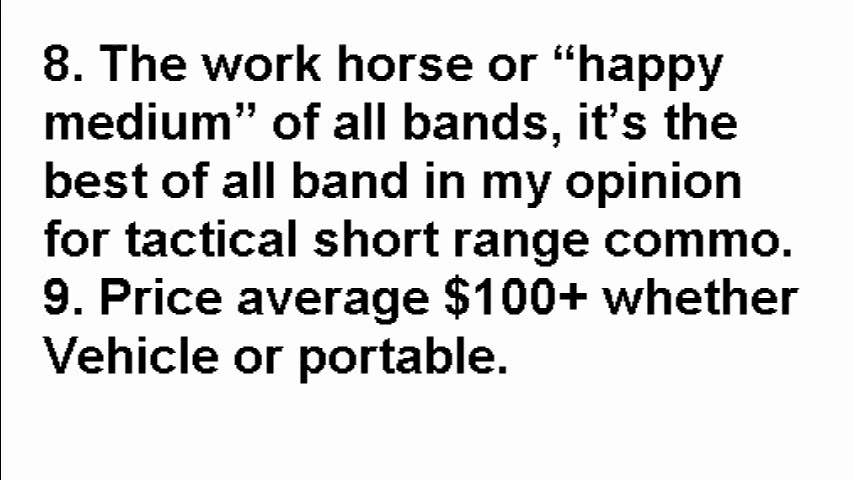 8. The work horse or “happy
medium” of all bands, it’s the
best of all band in my opinion
for tactical short range commo.
9. Price average $100+ whether
Vehicle or portable.